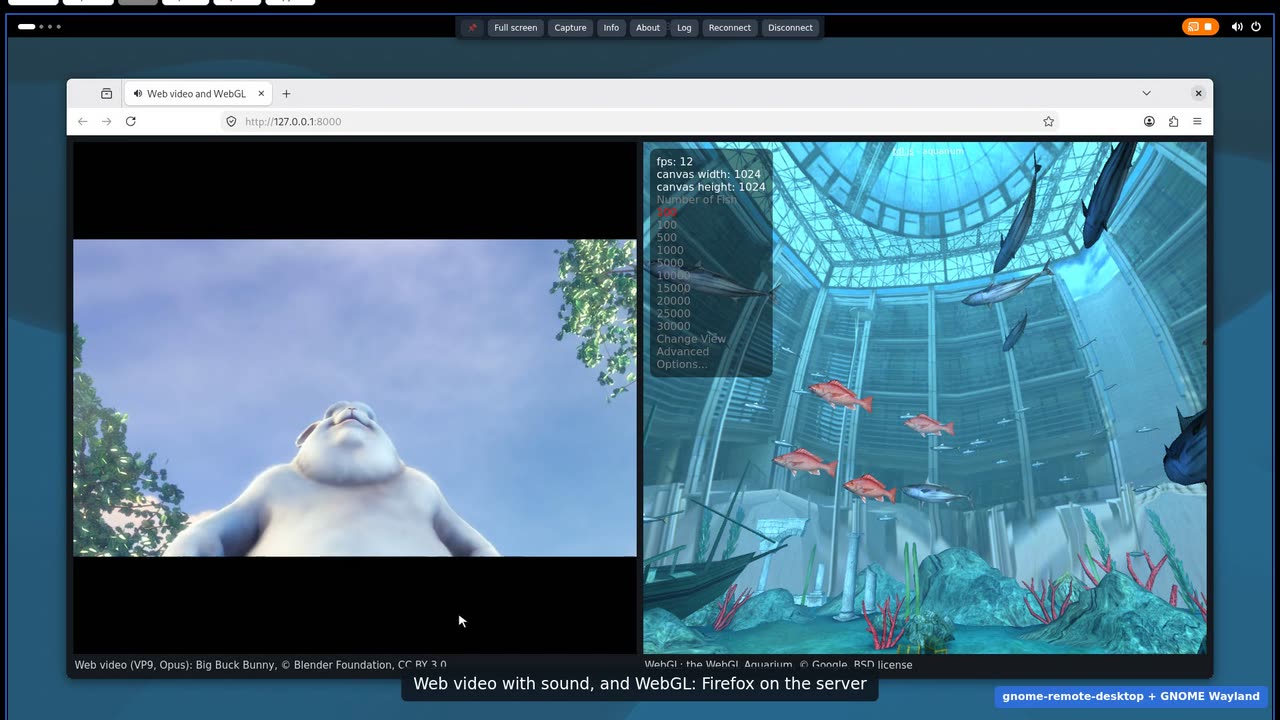 Full screen
Capture
Info
About
Log
Reconnect
Disconnect
Web video and WebGL
http://127.0.0.1:8000
fps: 12
canvas width: 1024
canvas height: 1024
Number of Fish
100
500
1000
5000
10000
15000
20000
25000
30000
Change View
Advanced
Options...
aquarium
Web video (VP9, Opus): Big Buck Bunny, © Blender Foundation, CC BY 3.0
WebGL: the WebGL Aquarium, © Google, BSD license
Web video with sound, and WebGL: Firefox on the server
gnome-remote-desktop + GNOME Wayland